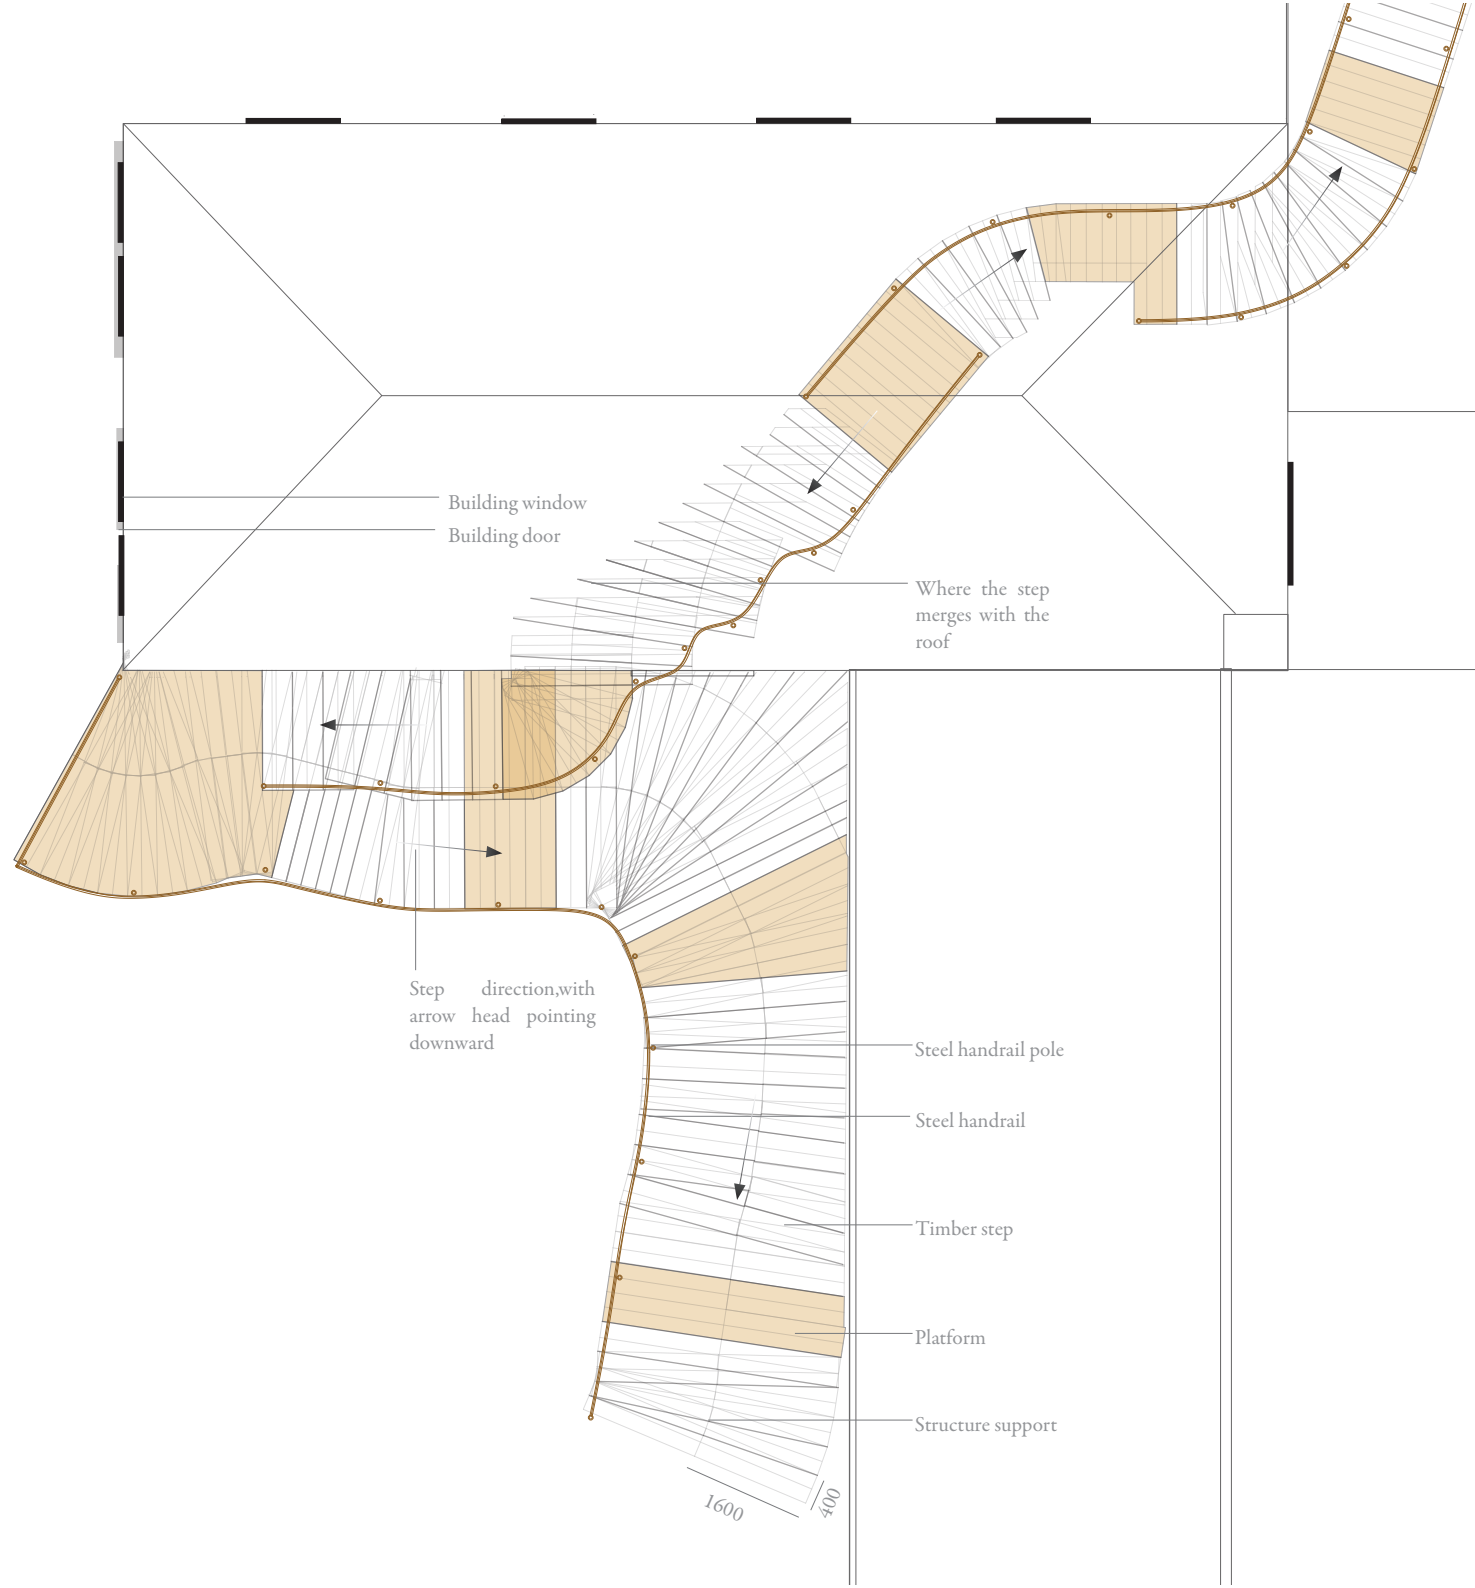 Building window
Building door
Where the step
merges with the
roof
Step direction,with
arrow head pointing
downward
Steel handrail pole
Steel handrail
Timber step
Platform
Structure support
1600
400